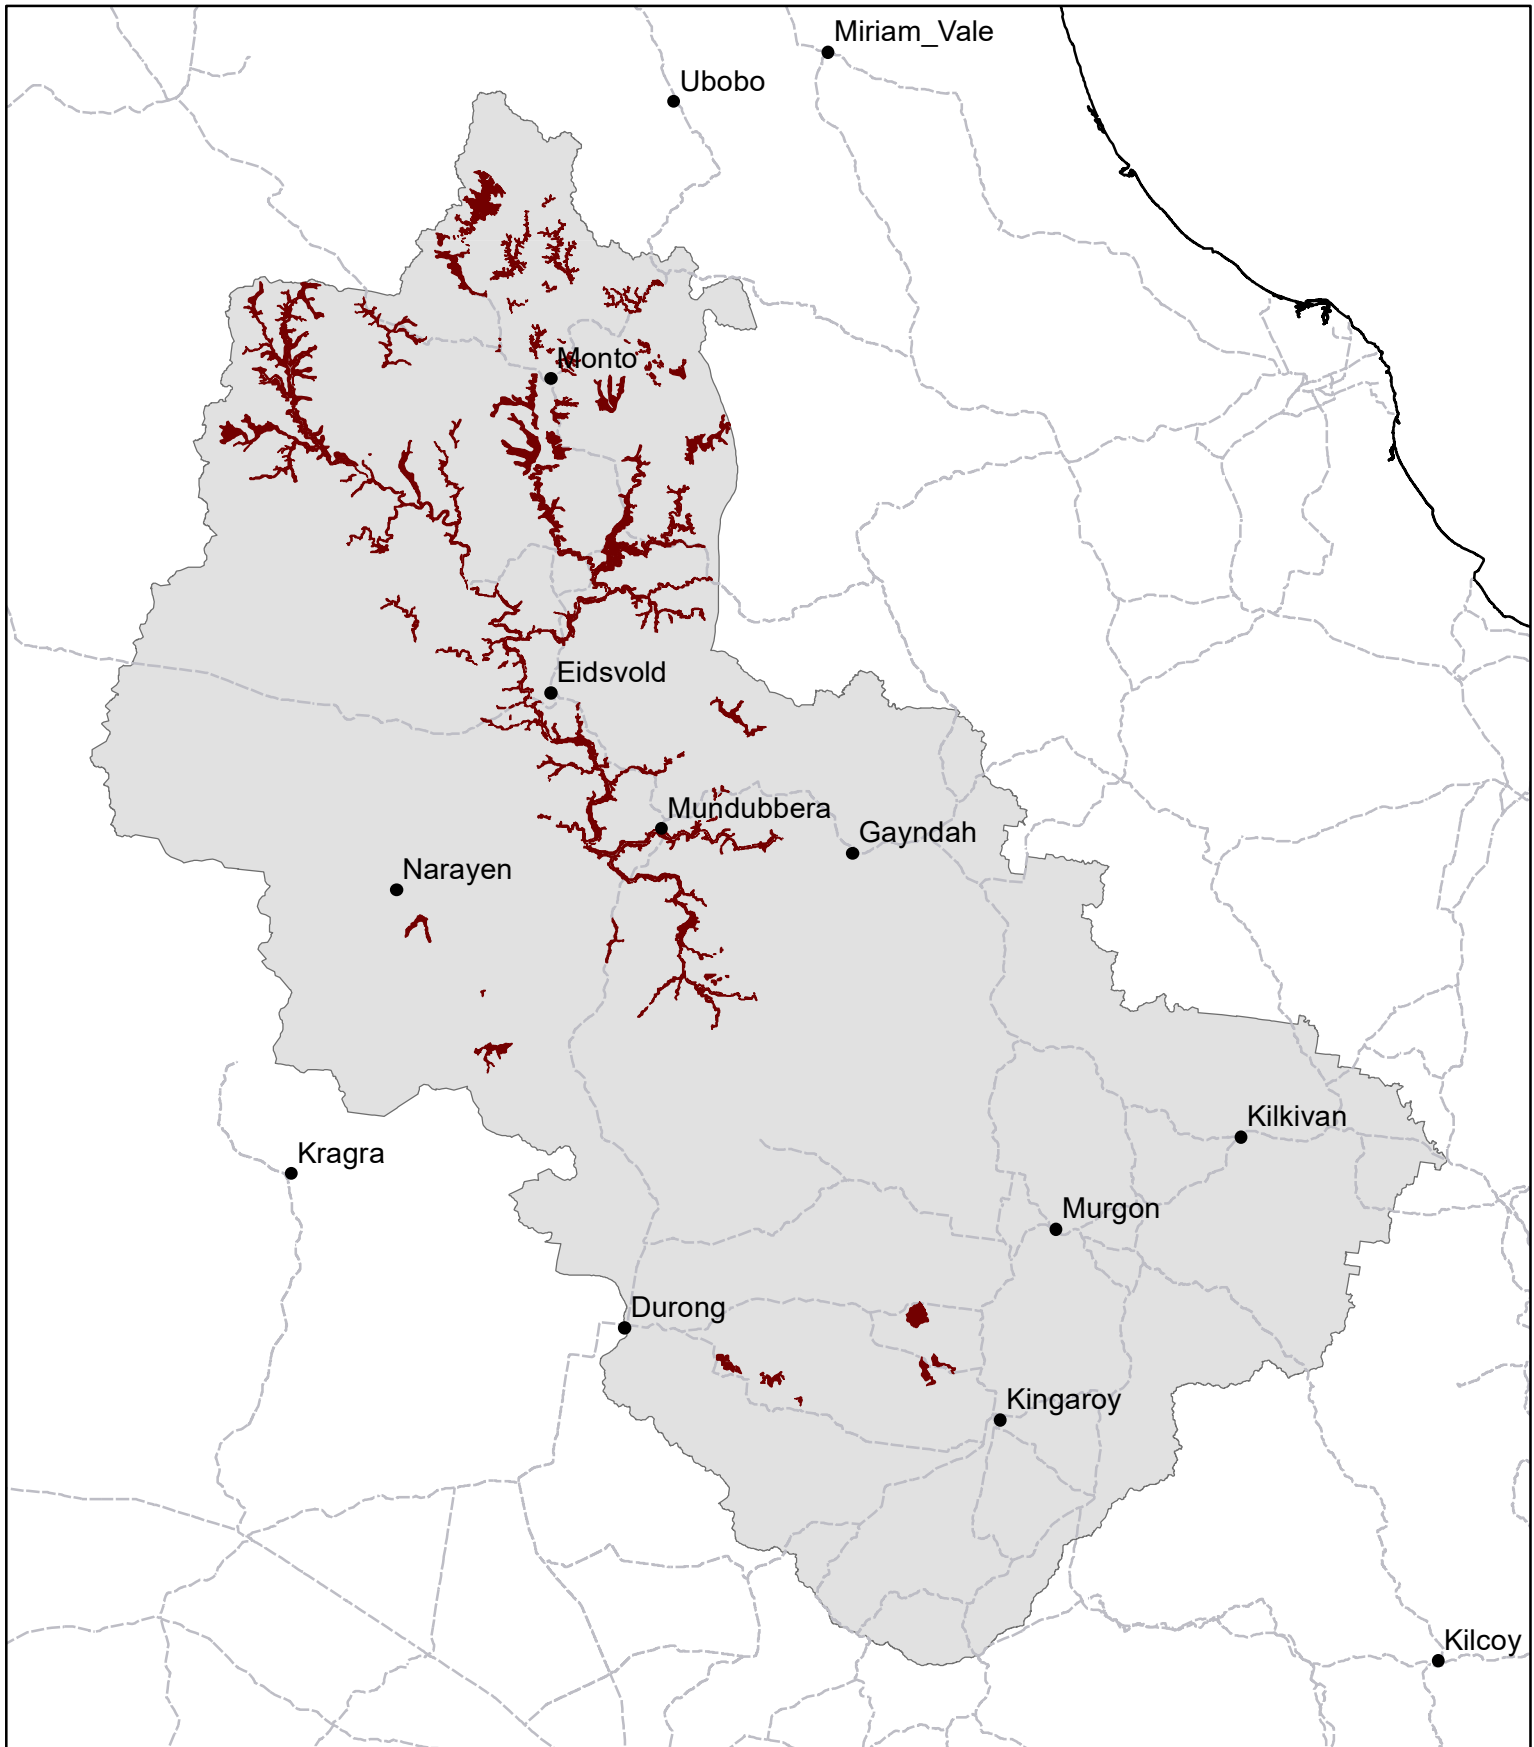 Miriam_Vale
Ubobo
Monto
Eidsvold
Mundubbera
Gayndah
Narayen
Kilkivan
Kragra
Murgon
Durong
Kingaroy
Kilcoy